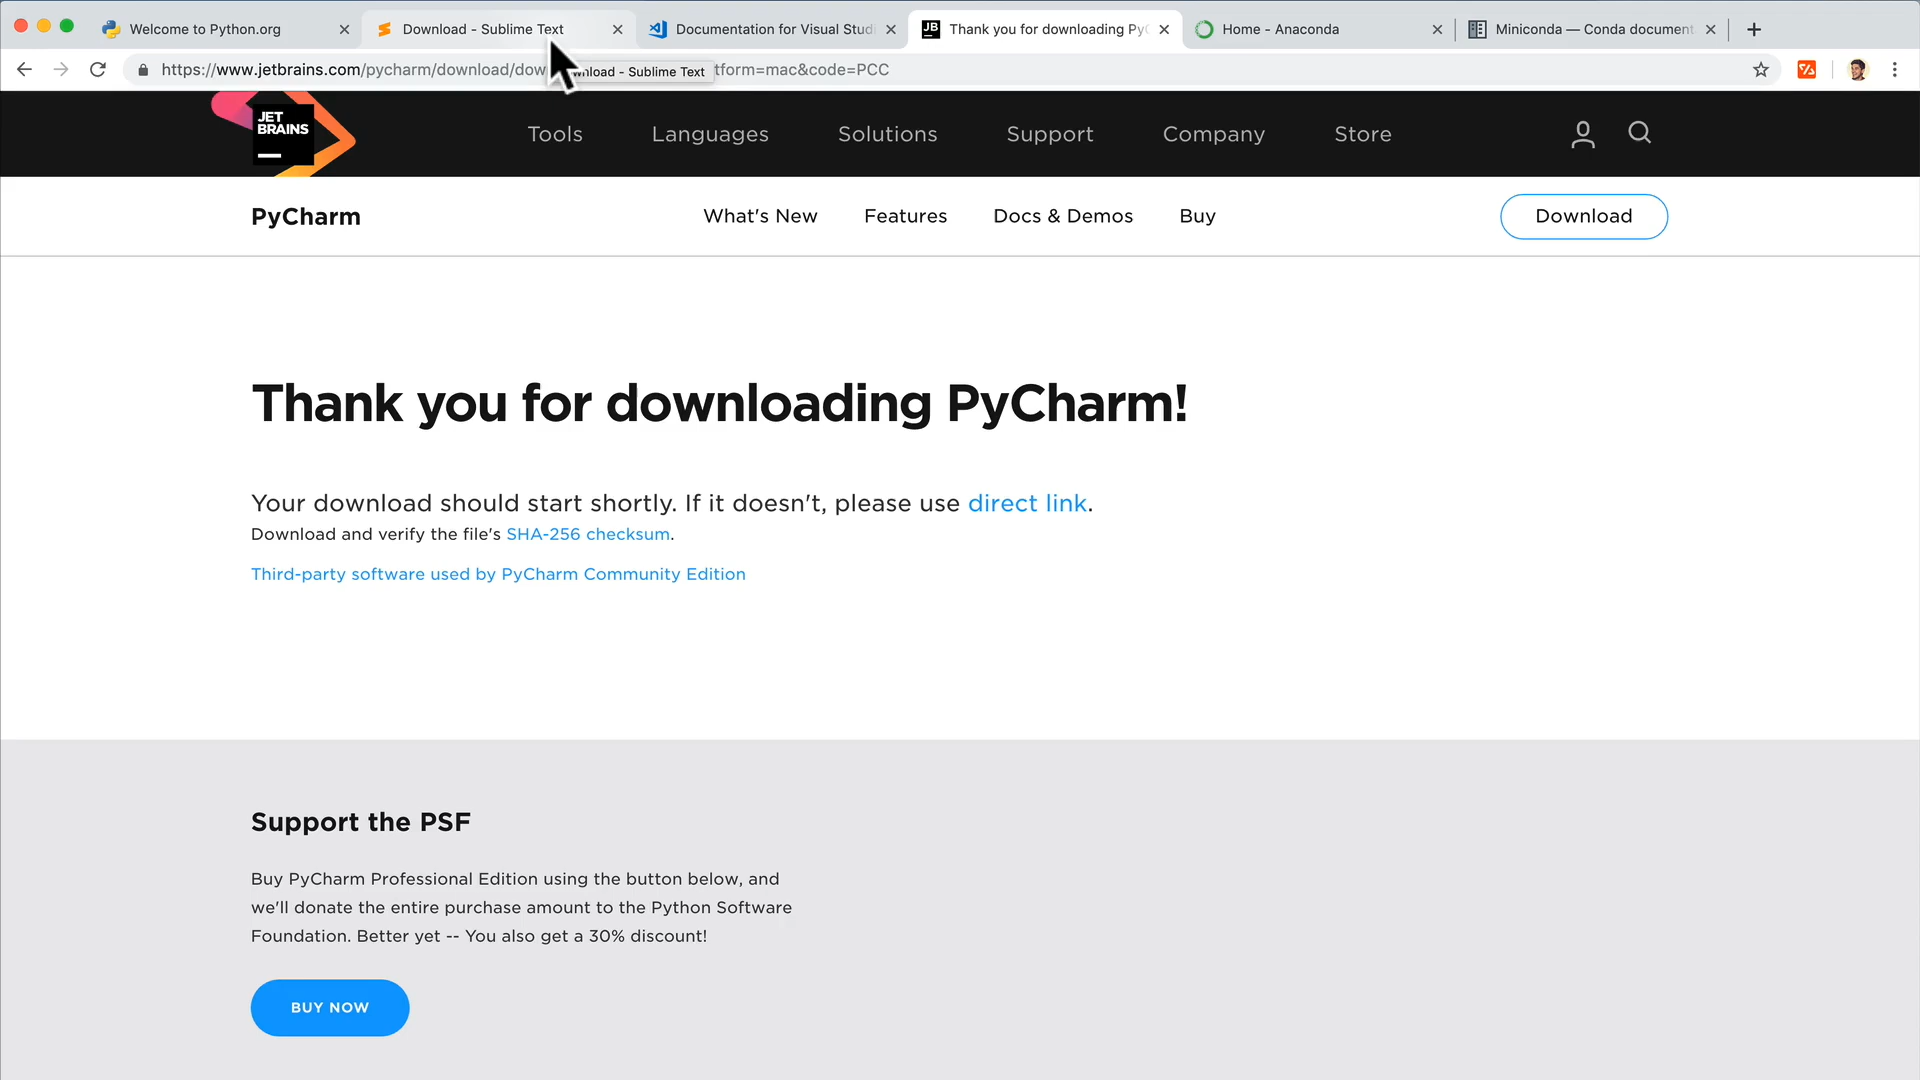 Welcome to Python.org
Download - Sublime Text
Documentation for Visual Studi
Thank you for downloading PyC
Home - Anaconda
Miniconda — Conda document
https://www.jetbrains.com/pycharm/download/dow
wnload - Sublime Text
tform=mac&code=PCC
JET
BRAINS
Tools
Languages
Solutions
Support
Company
Store
PyCharm
What's New
Features
Docs & Demos
Buy
Download
Thank you for downloading PyCharm!
Your download should start shortly. If it doesn't, please use direct link.
Download and verify the file's SHA-256 checksum.
Third-party software used by PyCharm Community Edition
Support the PSF
Buy PyCharm Professional Edition using the button below, and
we'll donate the entire purchase amount to the Python Software
Foundation. Better yet -- You also get a 30% discount!
BUY NOW